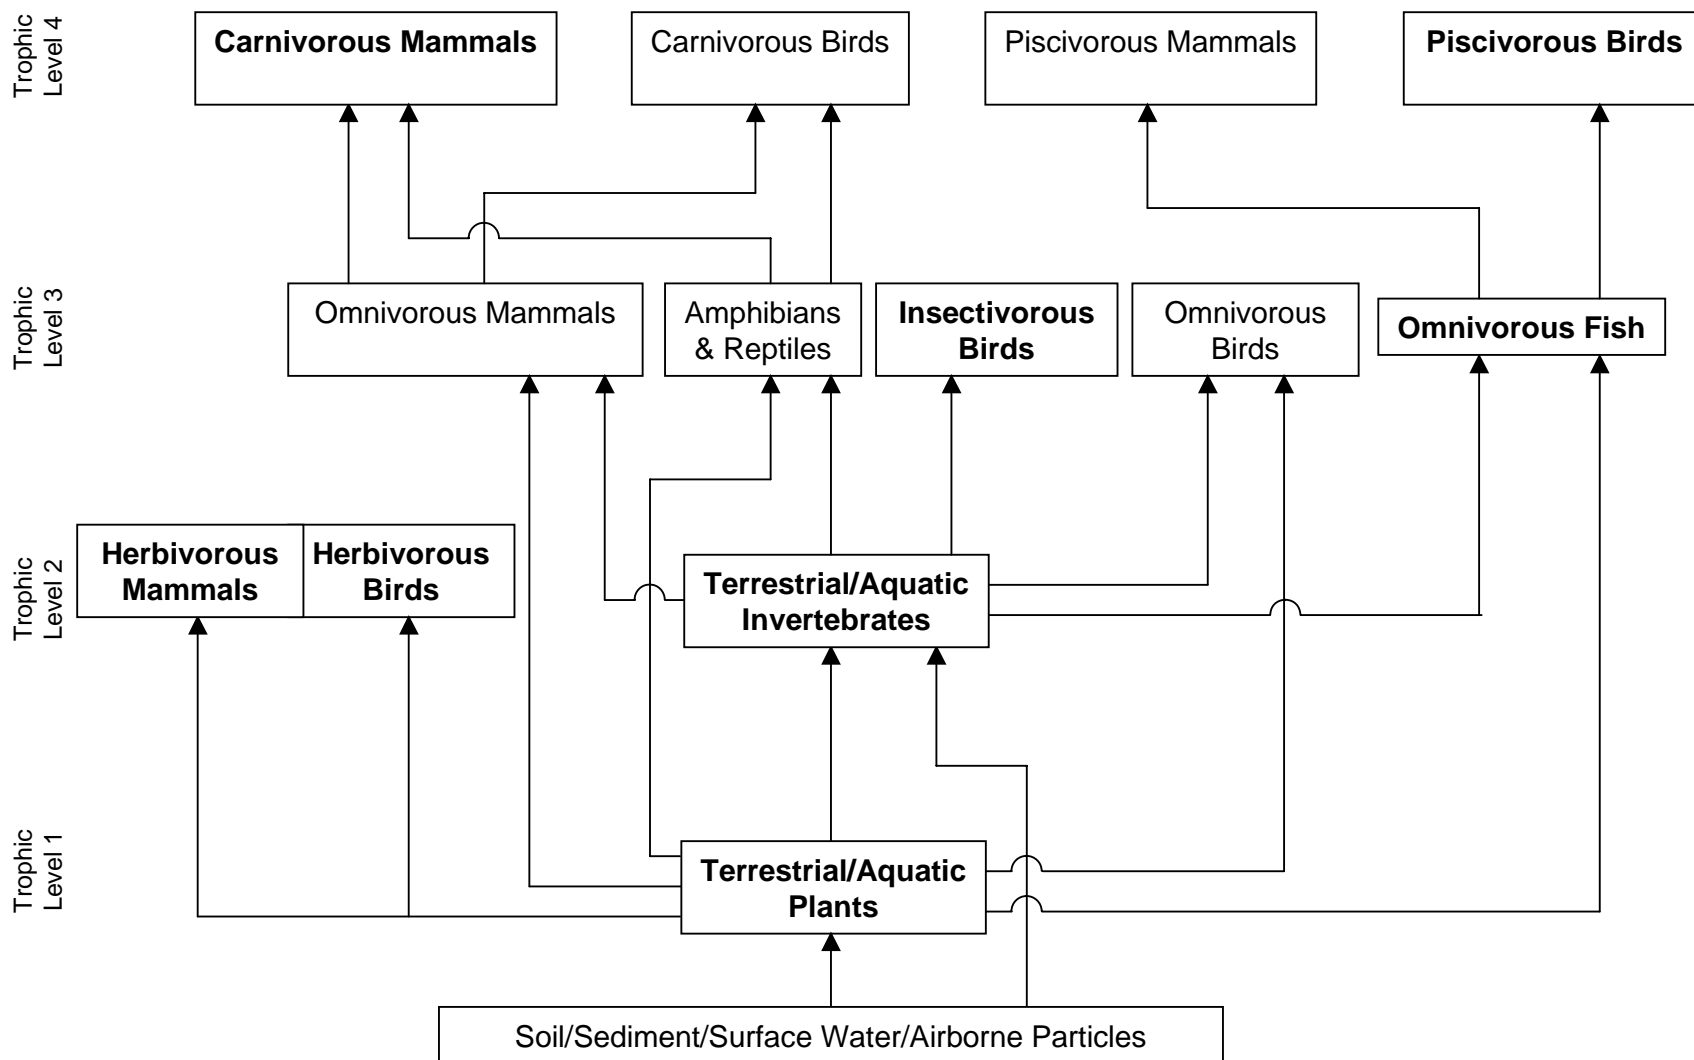 Trophic
Level 4
Carnivorous Mammals
Carnivorous Birds
Piscivorous Mammals
Piscivorous Birds
Trophic
Level 3
Omnivorous Mammals
Amphibians
& Reptiles
Insectivorous
Birds
Omnivorous
Birds
Omnivorous Fish
Trophic
Level 2
Herbivorous
Mammals
Herbivorous
Birds
Terrestrial/Aquatic
Invertebrates
Trophic
Level 1
Terrestrial/Aquatic
Plants
Soil/Sediment/Surface Water/Airborne Particles